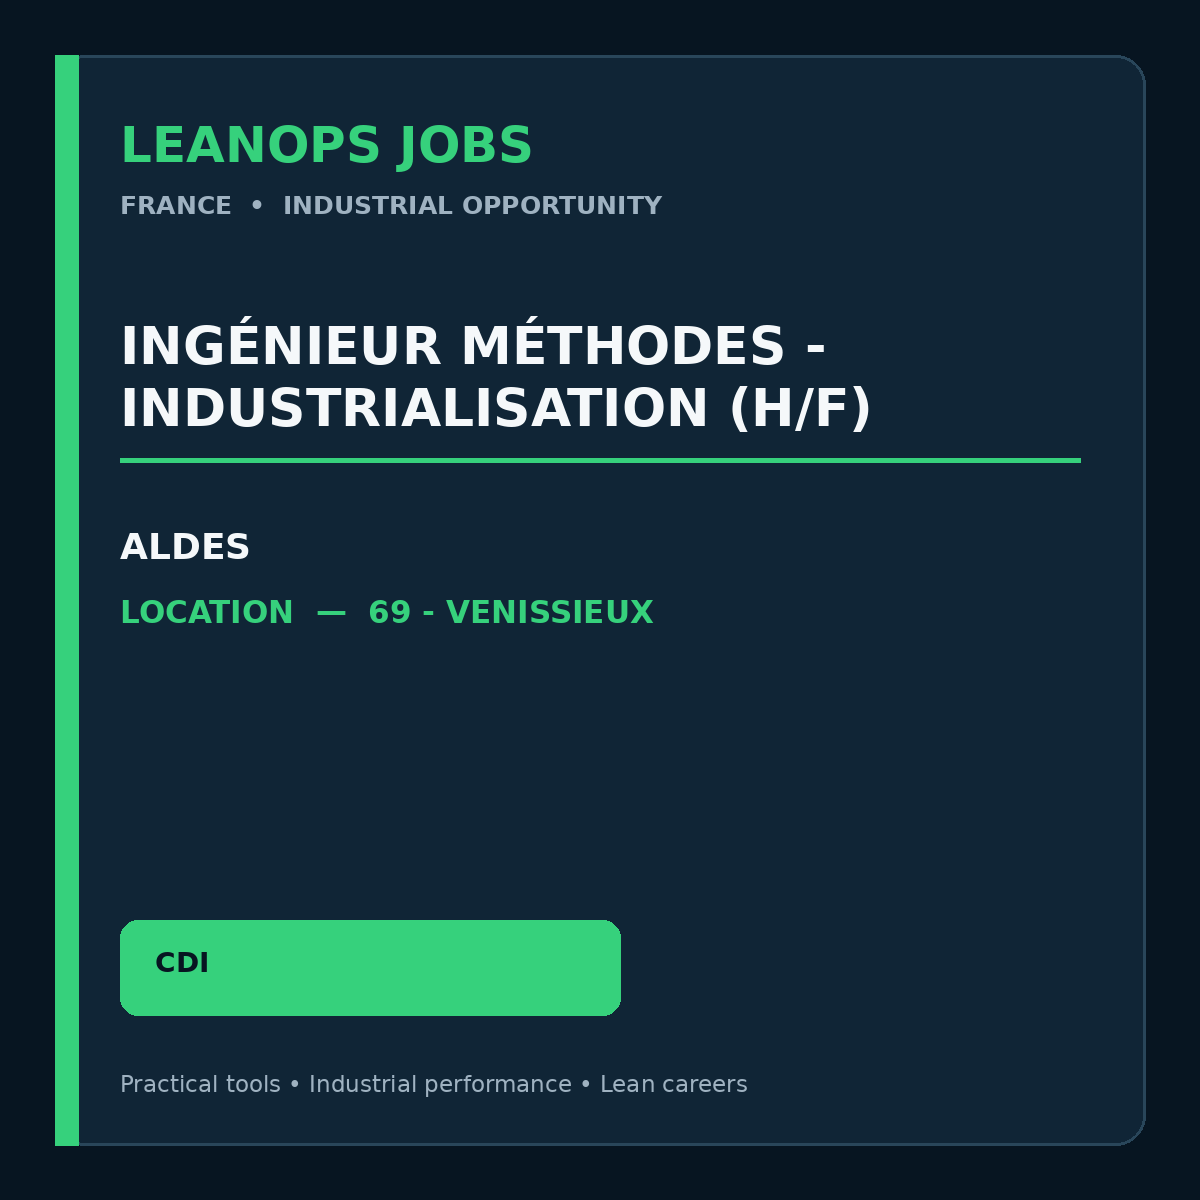 LEANOPS JOBS
FRANCE • INDUSTRIAL OPPORTUNITY
INGÉNIEUR MÉTHODES -
INDUSTRIALISATION (H/F)
ALDES
LOCATION — 69 - VENISSIEUX
CDI
Practical tools • Industrial performance • Lean careers